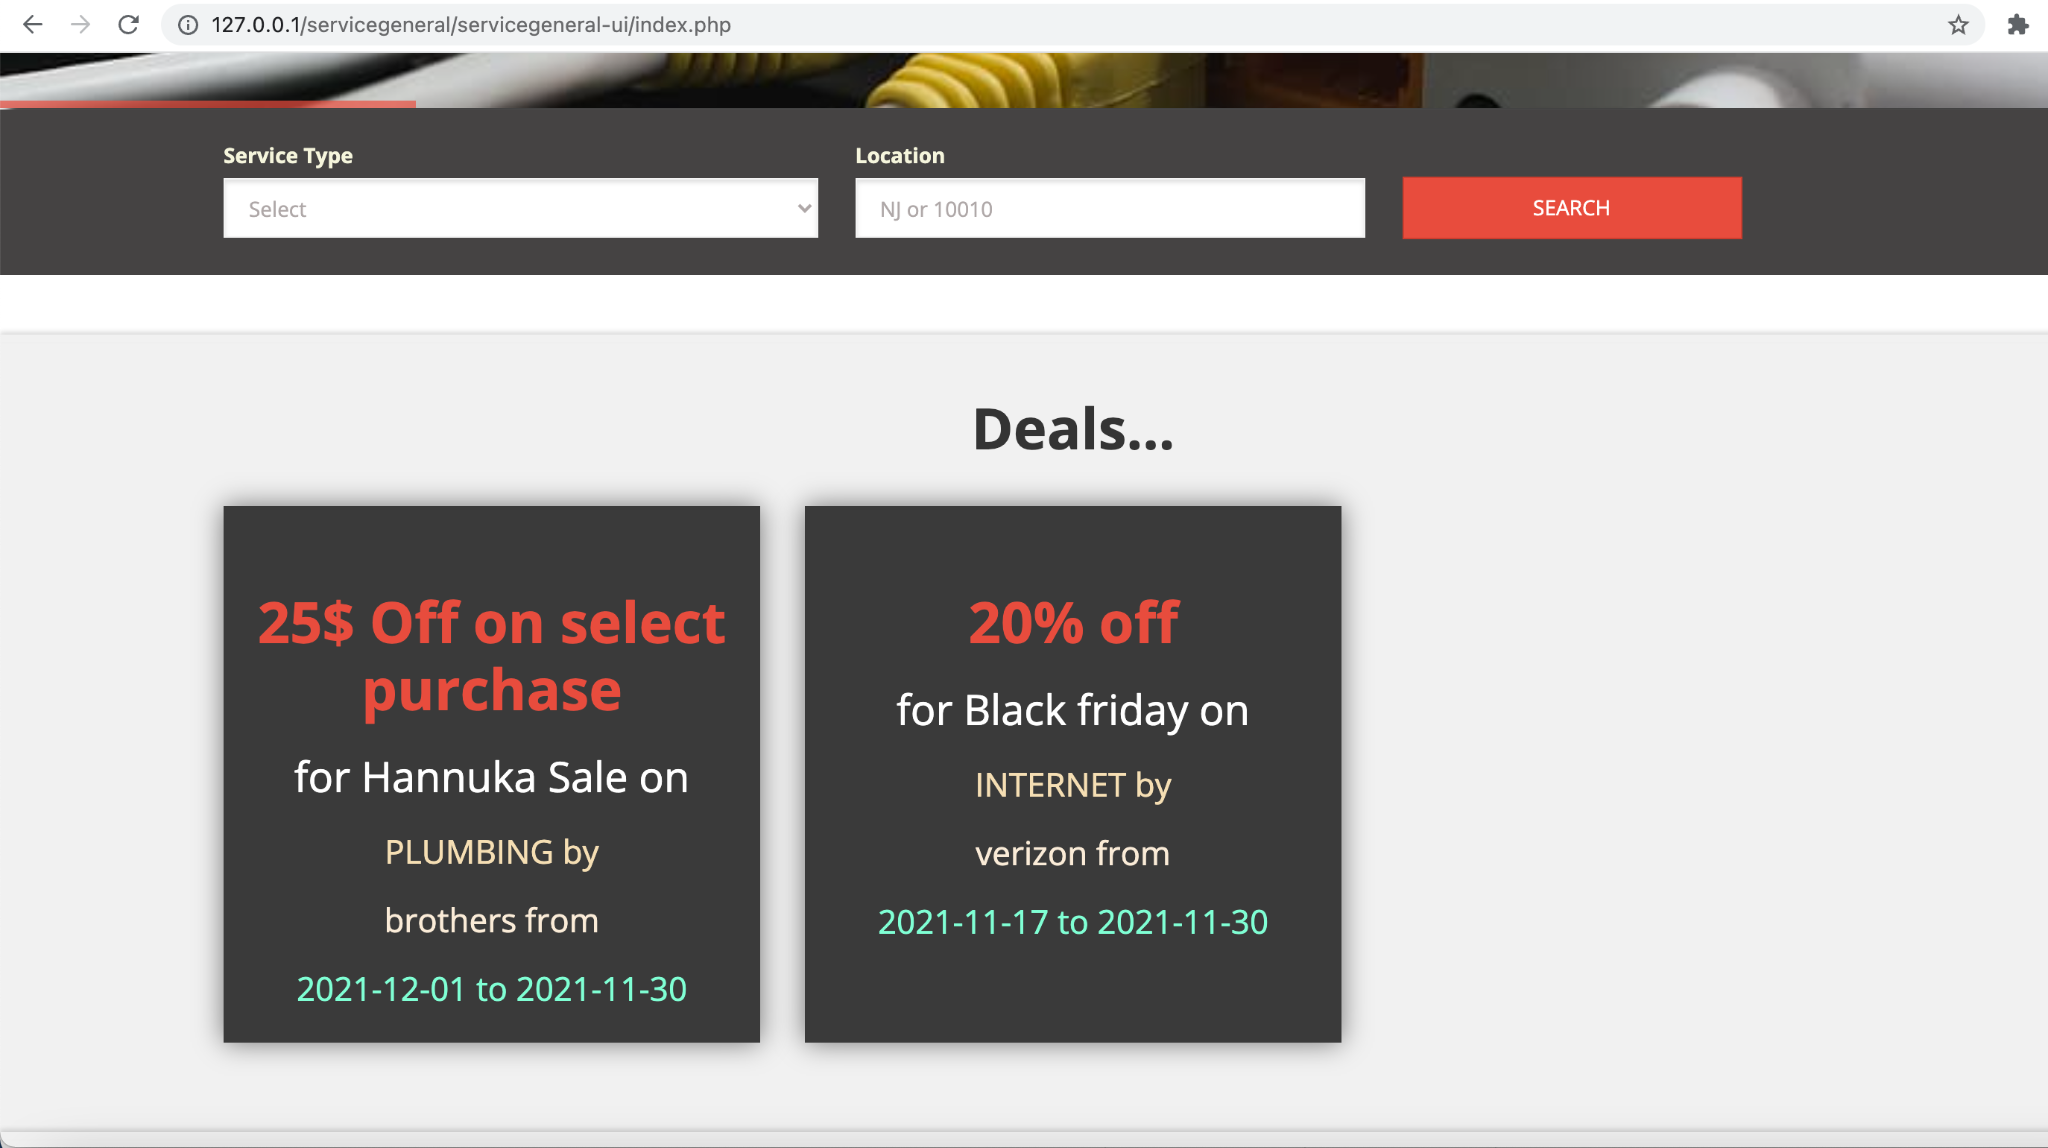 127.0.0.1/servicegeneral/servicegeneral-ui/index.php
Service Type
Location
Select
NJ or 10010
SEARCH
Deals...
25$ Off on select
purchase
for Hannuka Sale on
PLUMBING by
brothers from
2021-12-01 to 2021-11-30
20% off
for Black friday on
INTERNET by
verizon from
2021-11-17 to 2021-11-30